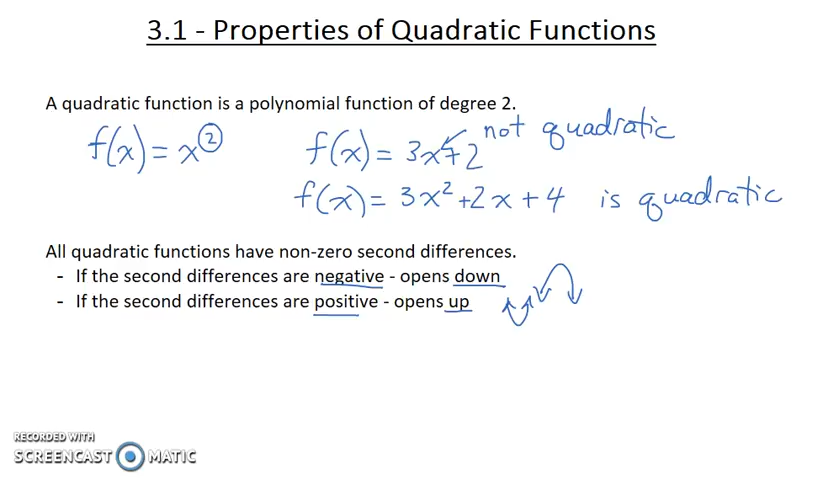 3.1 - Properties of Quadratic Functions
A quadratic function is a polynomial function of degree 2.
f(x) = x²
f(x) = 3x+2 not quadratic
f(x) = 3x² +2x + 4 is quadratic
All quadratic functions have non-zero second differences.
- If the second differences are negative - opens down
- If the second differences are positive - opens up
RECORDED WITH
SCREENCAST MATIC